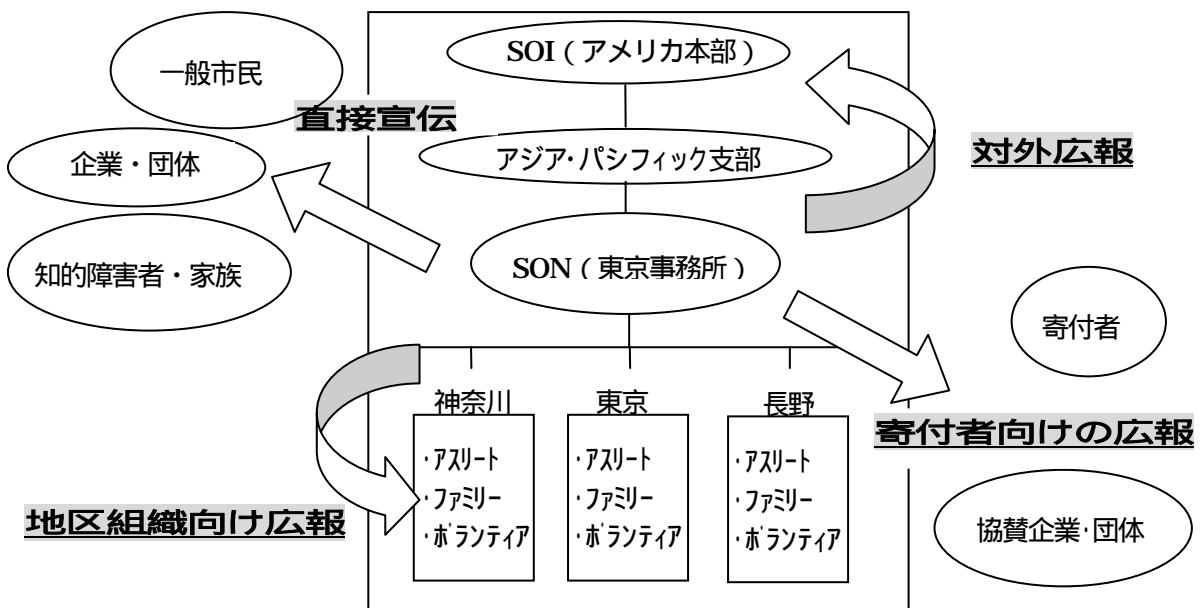 SOI（アメリカ本部）
一般市民
直接宣伝
対外広報
企業・団体
アジア・パシフィック支部
知的障害者・家族
SON（東京事務所）
寄付者
神奈川
東京
長野
寄付者向けの広報
・アスリート
・ファミリー
・ボランティア
・アスリート
・ファミリー
・ボランティア
・アスリート
・ファミリー
・ボランティア
地区組織向け広報
協賛企業・団体